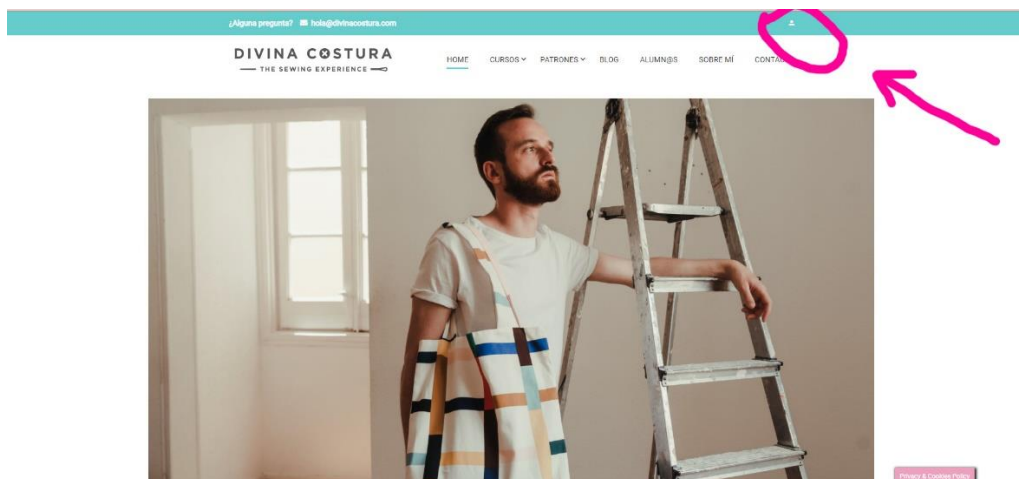 ¿Alguna pregunta? hola@divinacostura.com
DIVINA COSTURA
THE SEWING EXPERIENCE
HOME CURSOS PATRONES BLOG ALUMN@S SOBRE MÍ
Privacy & Cookies Policy